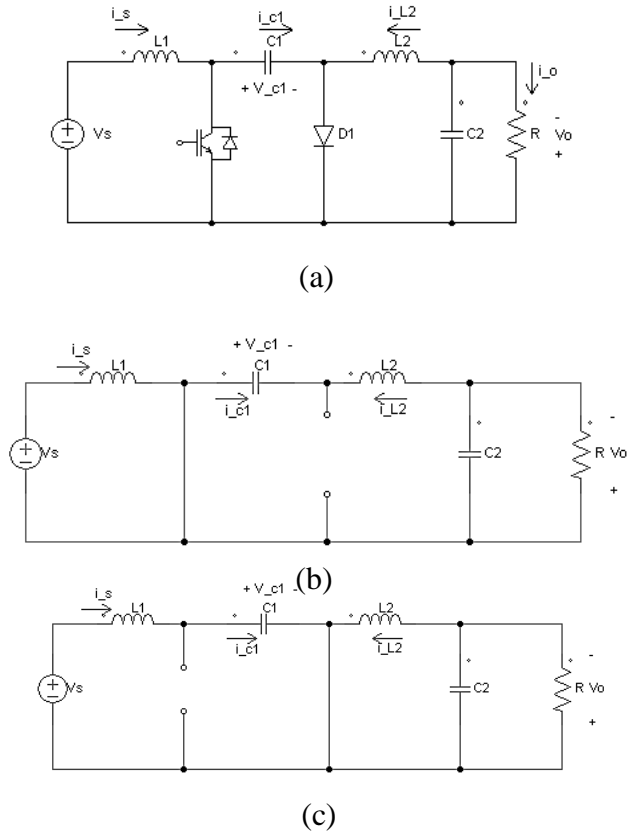 i_s L1 i_c1 C1 i_L2 L2
+ V_c1 -
i_o
Vs D1 C2 R - Vo +
(a)
i_s L1 + V_c1 - C1 L2
i_c1 i_L2
Vs C2 R - Vo +
(b)
i_s L1 + V_c1 - C1 L2
i_c1 i_L2
Vs C2 R - Vo +
(c)